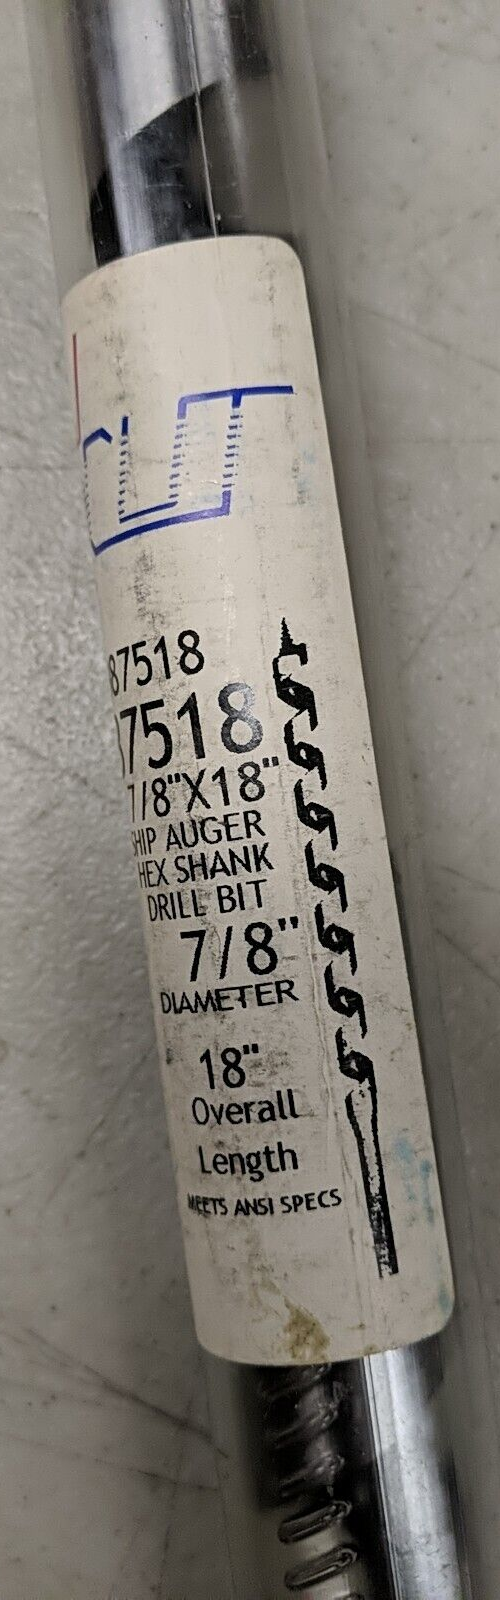 CUT
87518
7518
7/8"X18"
SHIP AUGER
HEX SHANK
DRILL BIT
7/8"
DIAMETER
18"
Overall
Length
MEETS ANSI SPECS